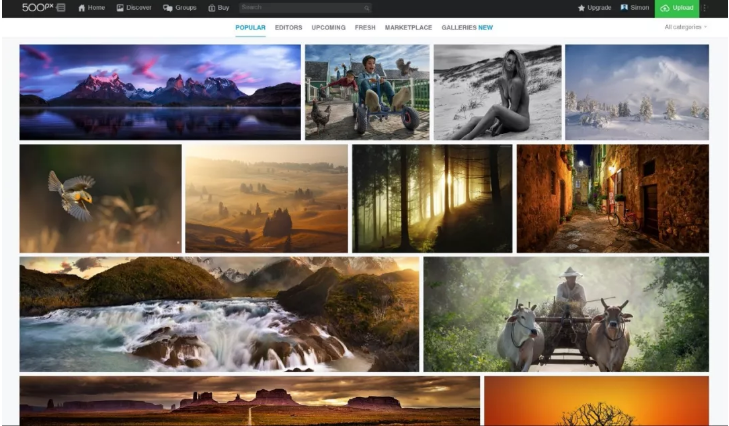 500px Home Discover Groups Buy Search Upgrade Simon Upload
POPULAR EDITORS UPCOMING FRESH MARKETPLACE GALLERIES NEW All categories